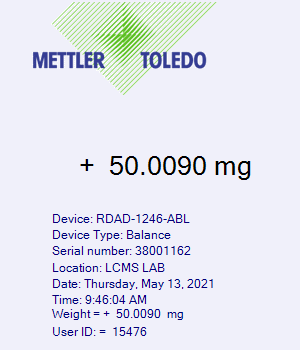 METTLER TOLEDO
+ 50.0090 mg
Device: RDAD-1246-ABL
Device Type: Balance
Serial number: 38001162
Location: LCMS LAB
Date: Thursday, May 13, 2021
Time: 9:46:04 AM
Weight = + 50.0090 mg
User ID: = 15476